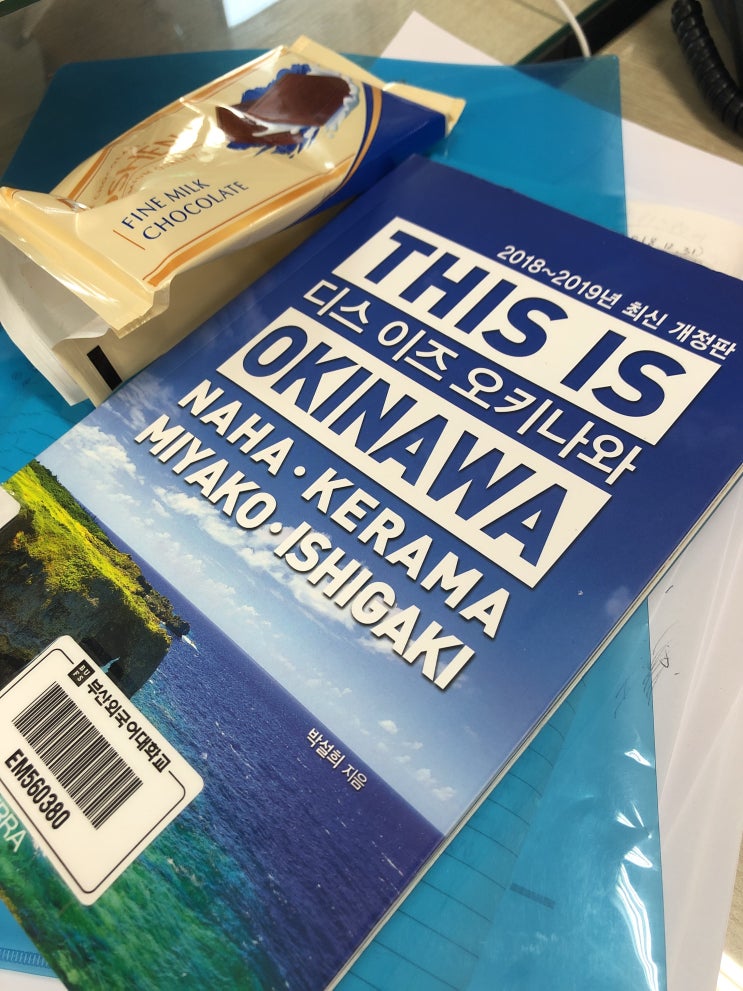 FINE MILK
CHOCOLATE
2018~2019년 최신 개정판
THIS IS
디스 이즈 오키나와
OKINAWA
NAHA·KERAMA
MIYAKO·ISHIGAKI
박설희 지음
BUFS 부산외국어대학교
EM560380